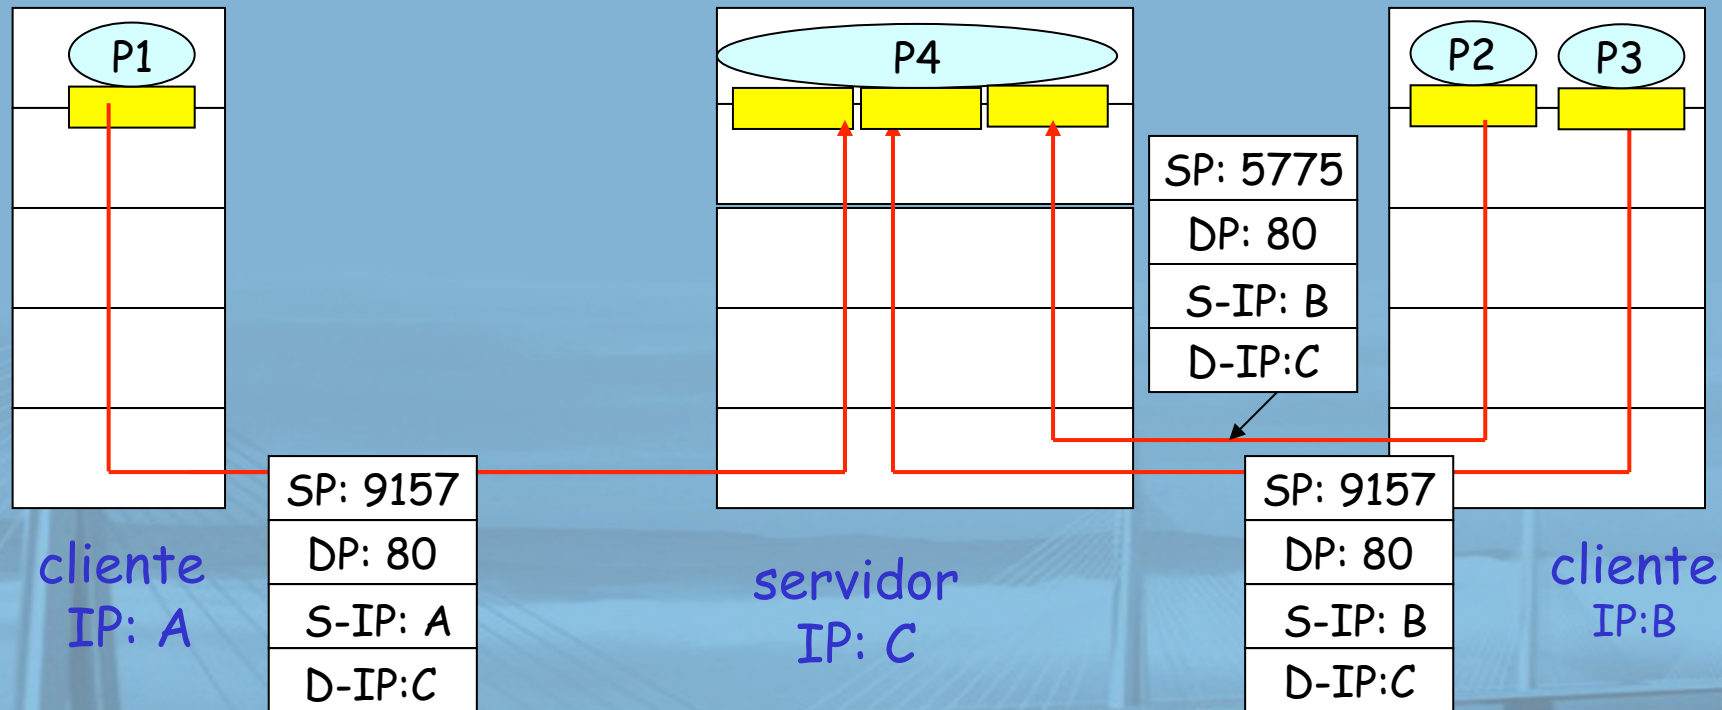 P1
P4
P2
P3
SP: 5775
DP: 80
S-IP: B
D-IP:C
SP: 9157
DP: 80
S-IP: A
D-IP:C
SP: 9157
DP: 80
S-IP: B
D-IP:C
cliente
IP: A
servidor
IP: C
cliente
IP:B